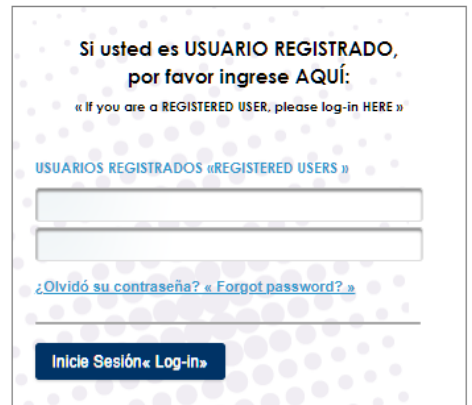 Si usted es USUARIO REGISTRADO,
por favor ingrese AQUÍ:
« If you are a REGISTERED USER, please log-in HERE »
USUARIOS REGISTRADOS «REGISTERED USERS »
¿Olvidó su contraseña? « Forgot password? »
Inicie Sesión« Log-in»